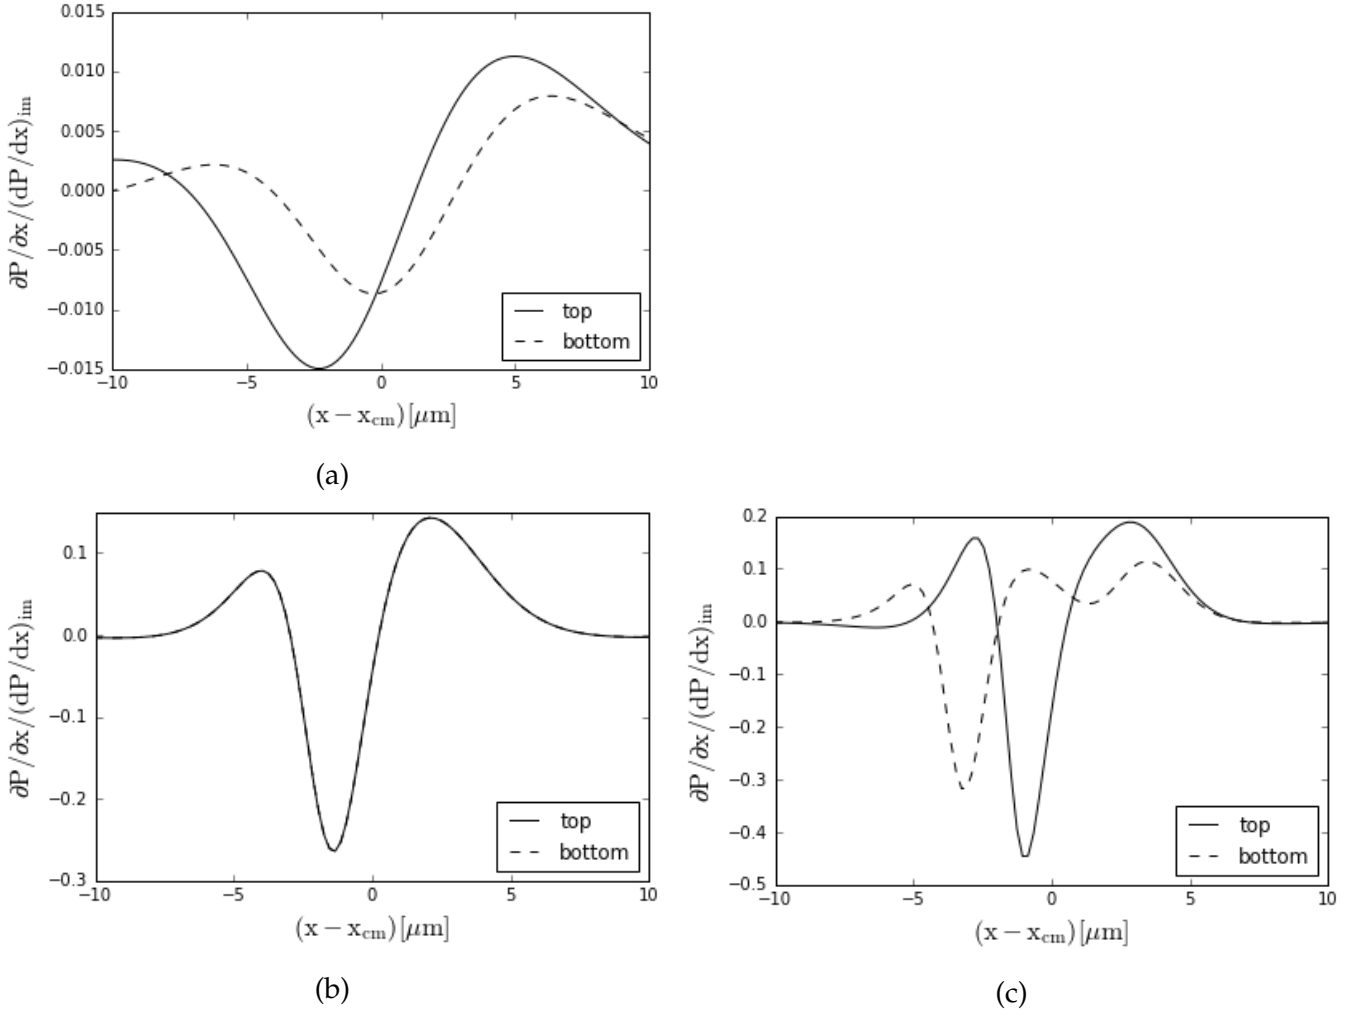 0.015
0.010
0.005
0.000
−0.005
−0.010
−0.015
∂P/∂x/(dP/dx)im
top
bottom
−10 −5 0 5 10
(x − xcm)[μm]
(a)
0.1
0.0
−0.1
−0.2
−0.3
∂P/∂x/(dP/dx)im
top
bottom
−10 −5 0 5 10
(x − xcm)[μm]
(b)
0.2
0.1
0.0
−0.1
−0.2
−0.3
−0.4
−0.5
∂P/∂x/(dP/dx)im
top
bottom
−10 −5 0 5 10
(x − xcm)[μm]
(c)